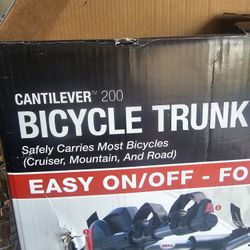 CANTILEVER™ 200
BICYCLE TRUNK
Safely Carries Most Bicycles
(Cruiser, Mountain, And Road)
EASY ON/OFF - FO